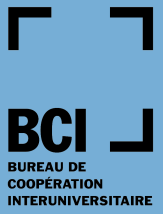 BCI
BUREAU DE
COOPÉRATION
INTERUNIVERSITAIRE